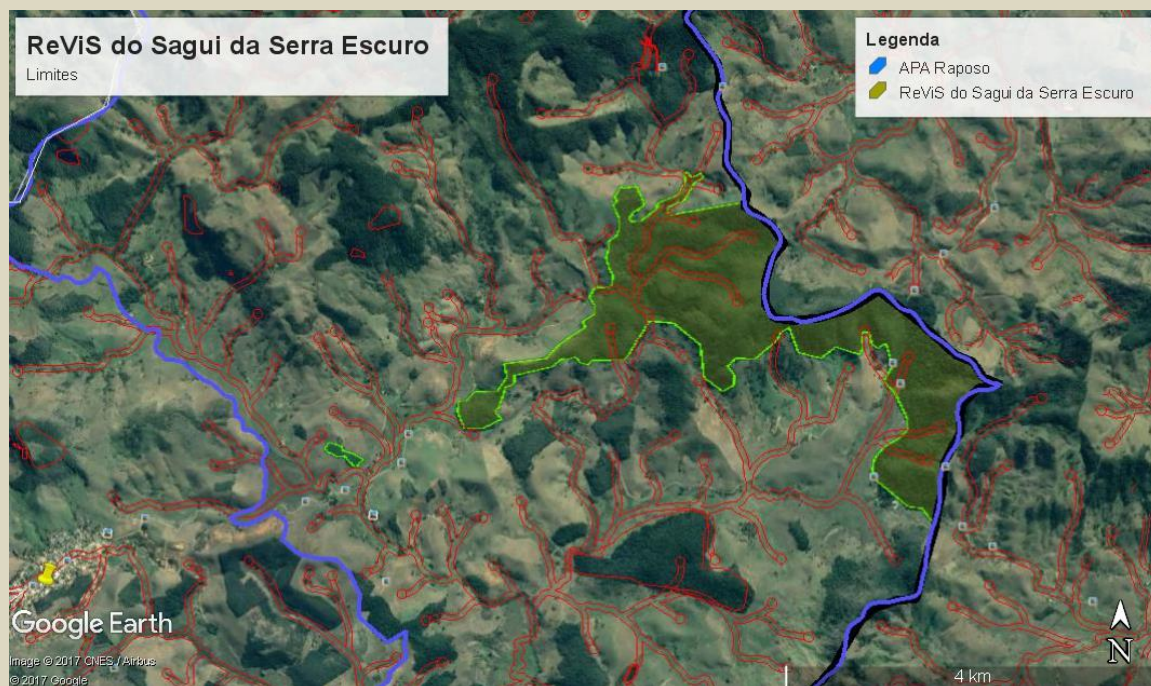 ReViS do Sagui da Serra Escuro
Limites
Legenda
APA Raposo
ReViS do Sagui da Serra Escuro
Google Earth
Image © 2017 CNES / Airbus
© 2017 Google
N
4 km